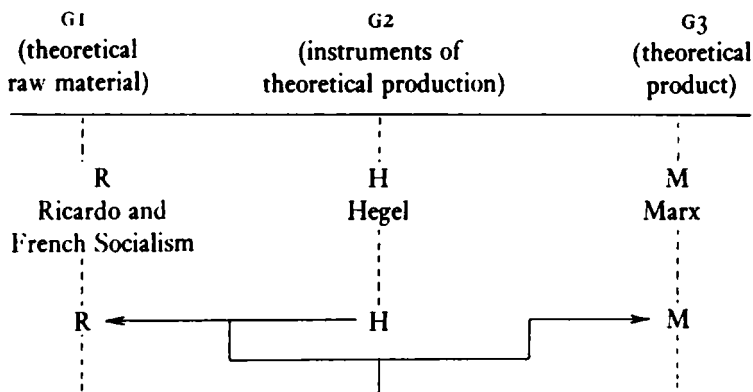 G1 G2 G3
(theoretical (instruments of (theoretical
raw material) theoretical production) product)
R H M
Ricardo and Hegel Marx
French Socialism
R H M